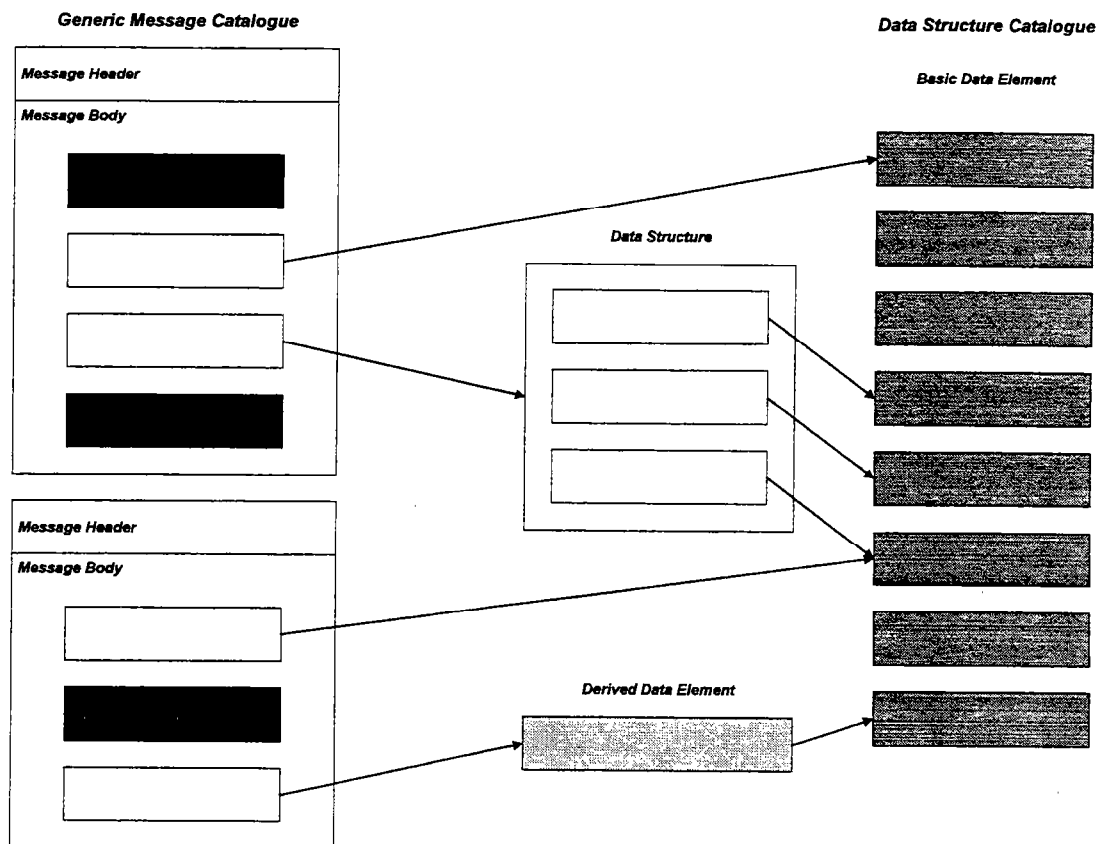 Generic Message Catalogue
Data Structure Catalogue
Message Header
Basic Data Element
Message Body
Data Structure
Message Header
Message Body
Derived Data Element